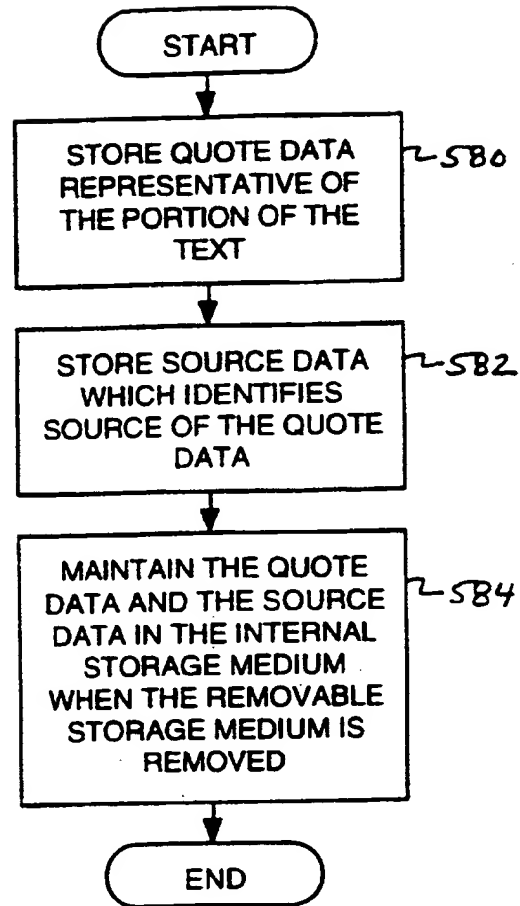 START
STORE QUOTE DATA 580
REPRESENTATIVE OF
THE PORTION OF THE
TEXT
STORE SOURCE DATA 582
WHICH IDENTIFIES
SOURCE OF THE QUOTE
DATA
MAINTAIN THE QUOTE
DATA AND THE SOURCE 584
DATA IN THE INTERNAL
STORAGE MEDIUM
WHEN THE REMOVABLE
STORAGE MEDIUM IS
REMOVED
END